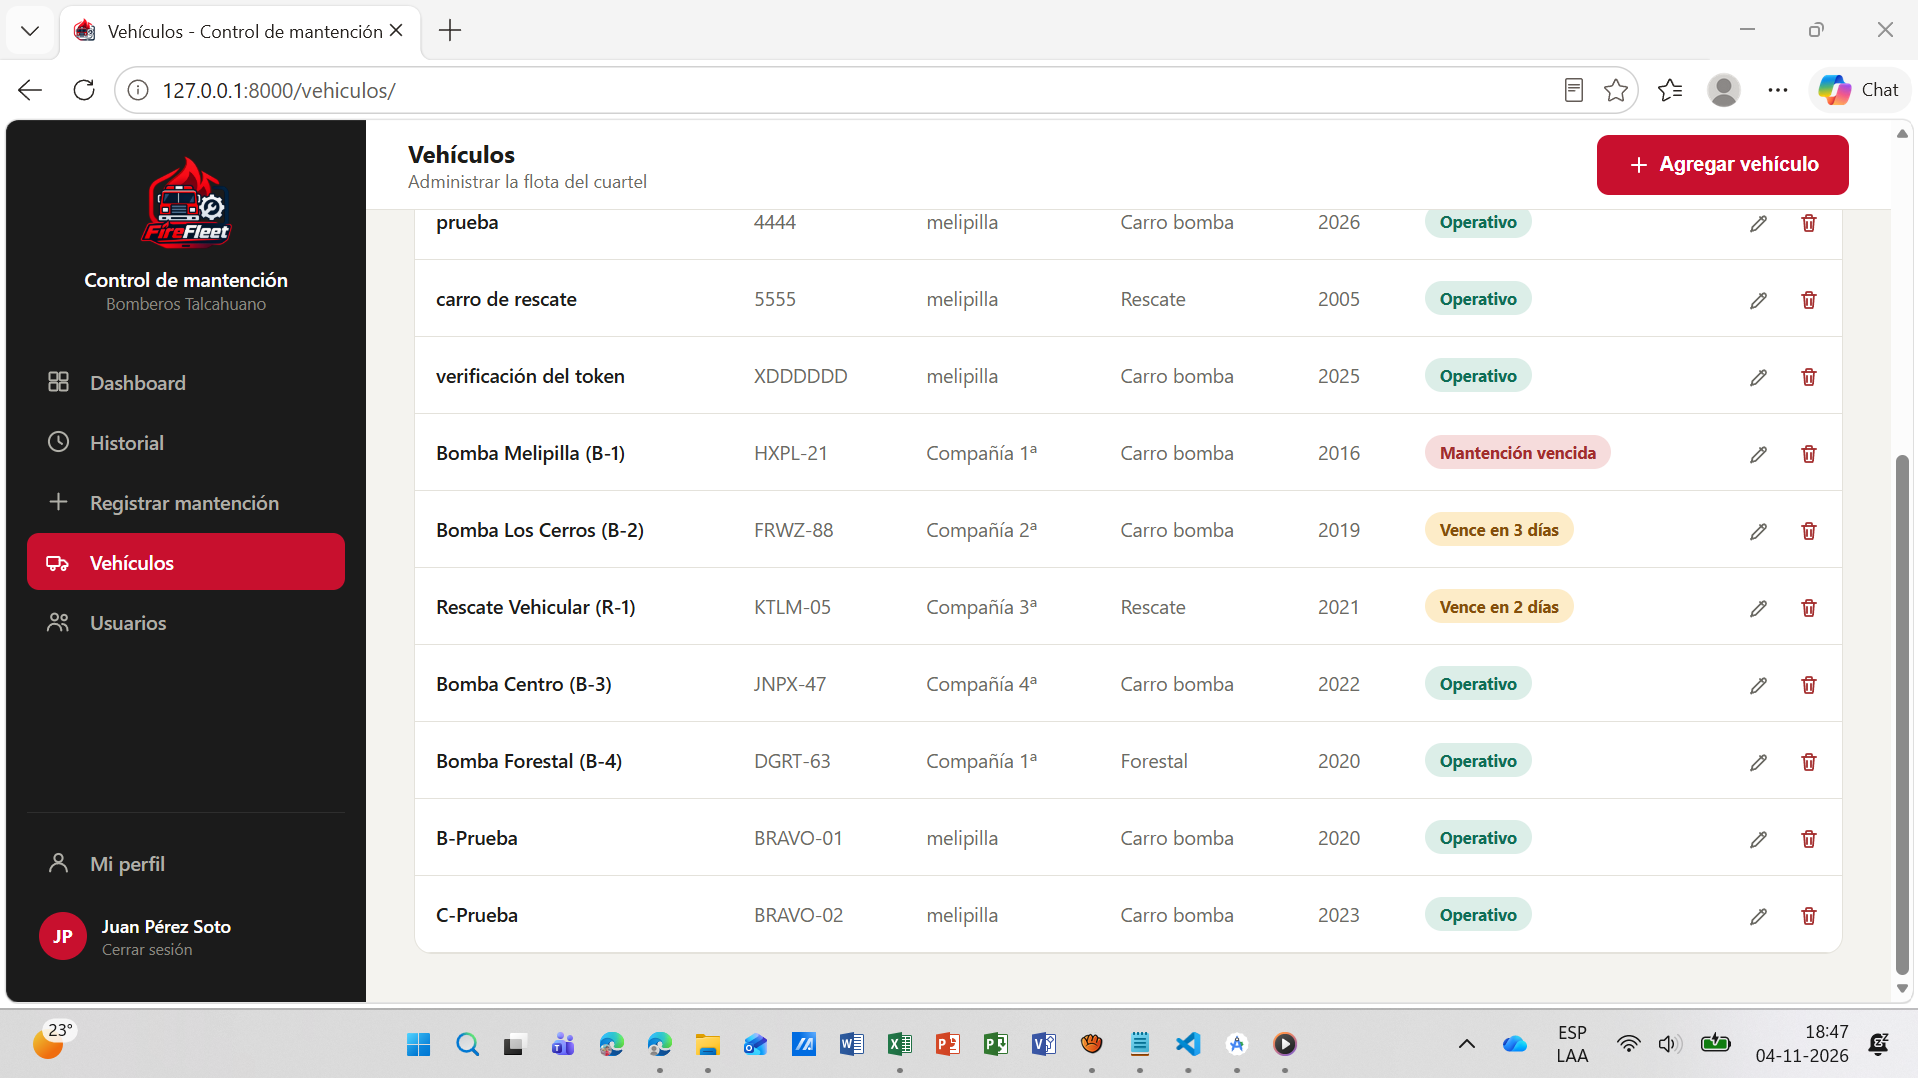 Vehículos - Control de mantención
127.0.0.1:8000/vehiculos/
Chat
FireFleet
Control de mantención
Bomberos Talcahuano
Dashboard
Historial
Registrar mantención
Vehículos
Usuarios
Mi perfil
JP
Juan Pérez Soto
Cerrar sesión
Vehículos
Administrar la flota del cuartel
+ Agregar vehículo
prueba 4444 melipilla Carro bomba 2026 Operativo
carro de rescate 5555 melipilla Rescate 2005 Operativo
verificación del token XDDDDDD melipilla Carro bomba 2025 Operativo
Bomba Melipilla (B-1) HXPL-21 Compañía 1ª Carro bomba 2016 Mantención vencida
Bomba Los Cerros (B-2) FRWZ-88 Compañía 2ª Carro bomba 2019 Vence en 3 días
Rescate Vehicular (R-1) KTLM-05 Compañía 3ª Rescate 2021 Vence en 2 días
Bomba Centro (B-3) JNPX-47 Compañía 4ª Carro bomba 2022 Operativo
Bomba Forestal (B-4) DGRT-63 Compañía 1ª Forestal 2020 Operativo
B-Prueba BRAVO-01 melipilla Carro bomba 2020 Operativo
C-Prueba BRAVO-02 melipilla Carro bomba 2023 Operativo
23°
ESP
LAA
18:47
04-11-2026